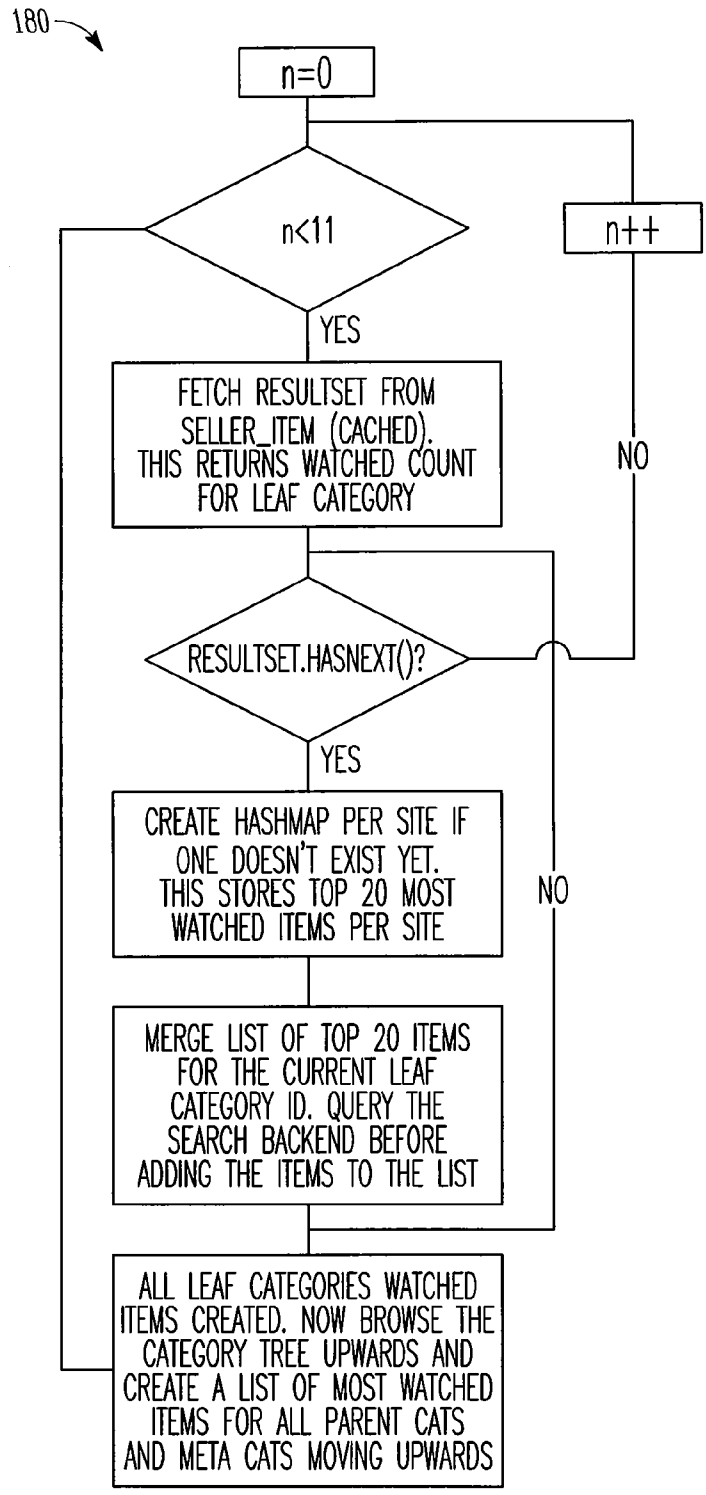 180
n=0
n<11
n++
YES
FETCH RESULTSET FROM
SELLER_ITEM (CACHED).
THIS RETURNS WATCHED COUNT
FOR LEAF CATEGORY
NO
RESULTSET.HASNEXT()?
YES
CREATE HASHMAP PER SITE IF
ONE DOESN'T EXIST YET.
THIS STORES TOP 20 MOST
WATCHED ITEMS PER SITE
NO
MERGE LIST OF TOP 20 ITEMS
FOR THE CURRENT LEAF
CATEGORY ID. QUERY THE
SEARCH BACKEND BEFORE
ADDING THE ITEMS TO THE LIST
ALL LEAF CATEGORIES WATCHED
ITEMS CREATED. NOW BROWSE THE
CATEGORY TREE UPWARDS AND
CREATE A LIST OF MOST WATCHED
ITEMS FOR ALL PARENT CATS
AND META CATS MOVING UPWARDS